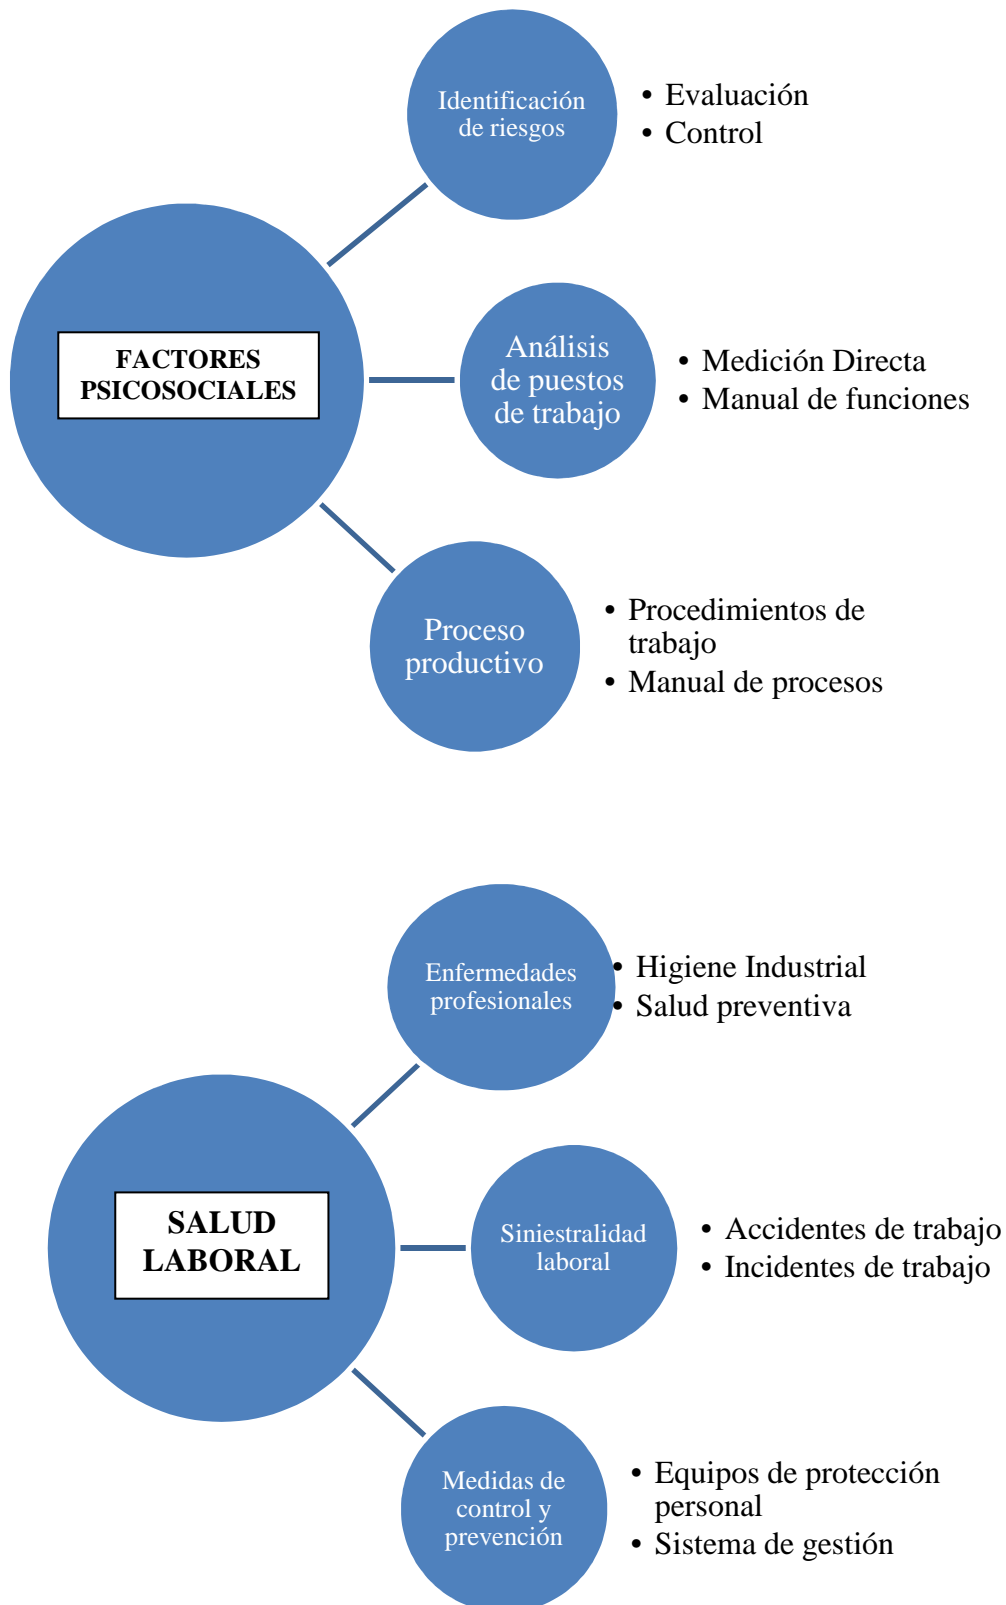 Identificación
de riesgos
• Evaluación
• Control
FACTORES
PSICOSOCIALES
Análisis
de puestos
de trabajo
• Medición Directa
• Manual de funciones
Proceso
productivo
• Procedimientos de
trabajo
• Manual de procesos
Enfermedades
profesionales
• Higiene Industrial
• Salud preventiva
SALUD
LABORAL
Siniestralidad
laboral
• Accidentes de trabajo
• Incidentes de trabajo
Medidas de
control y
prevención
• Equipos de protección
personal
• Sistema de gestión